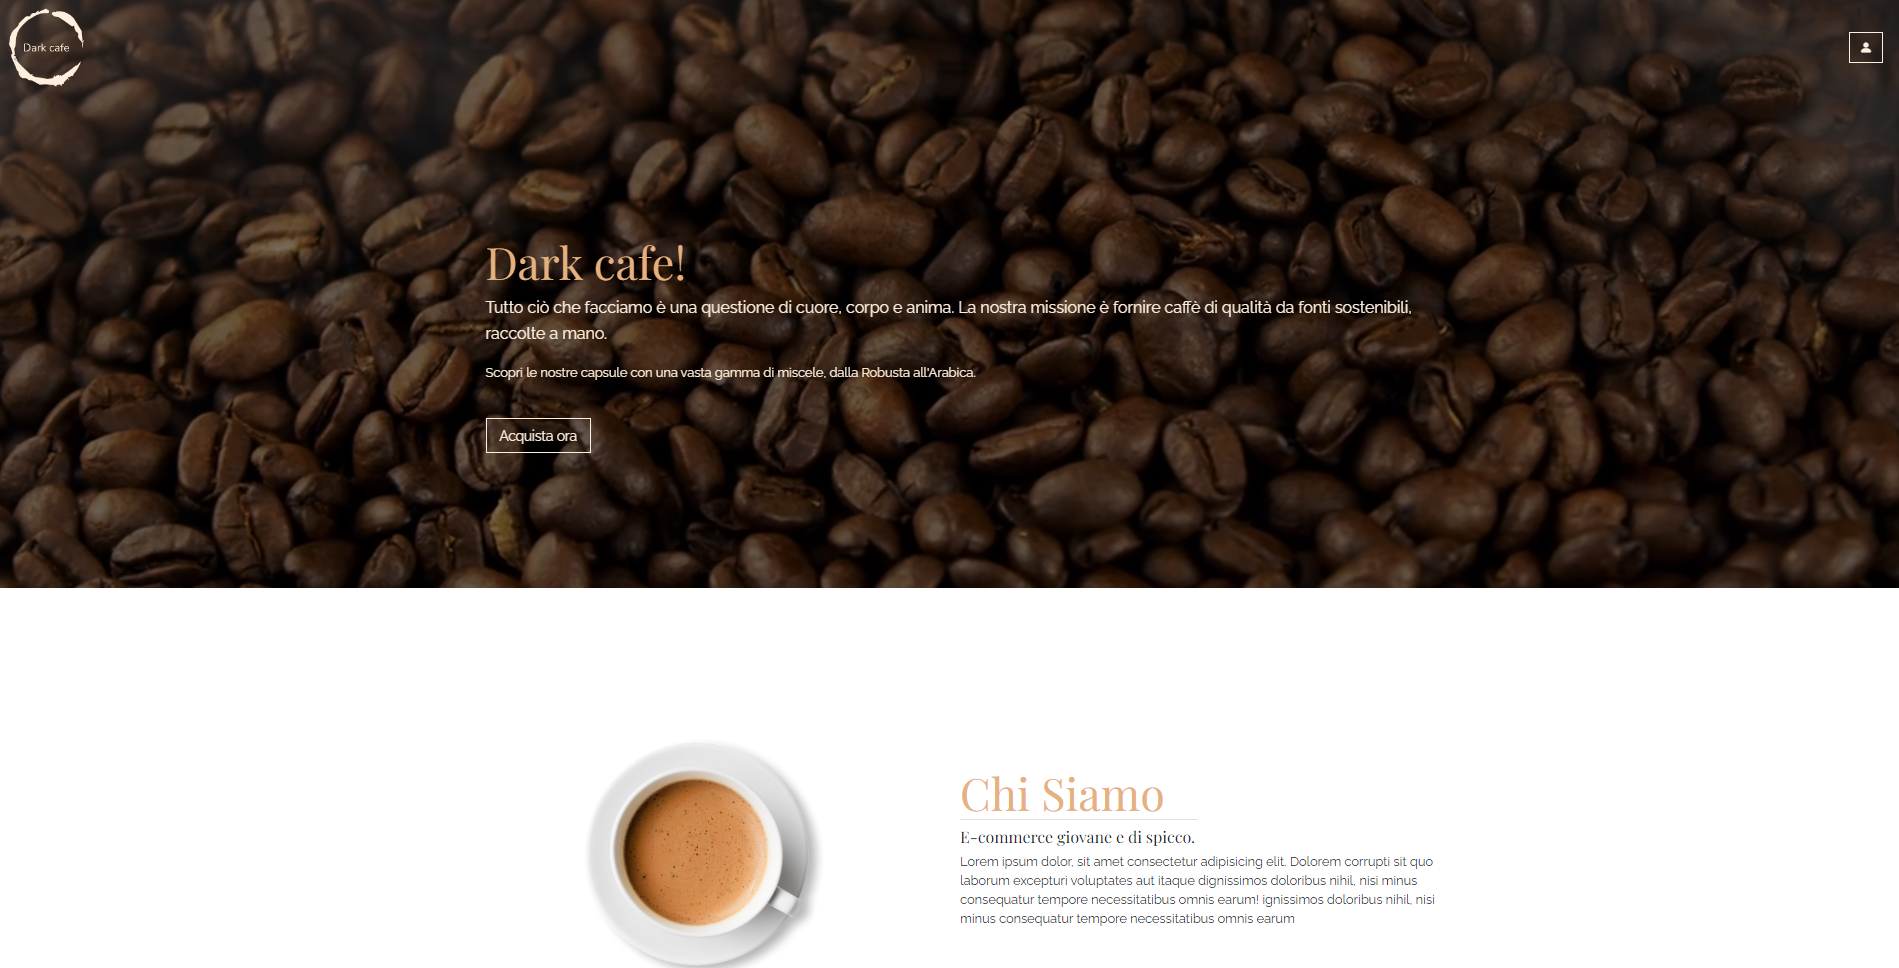 Dark cafe
Dark cafe!
Tutto ciò che facciamo è una questione di cuore, corpo e anima. La nostra missione è fornire caffè di qualità da fonti sostenibili,
raccolte a mano.
Scopri le nostre capsule con una vasta gamma di miscele, dalla Robusta all'Arabica.
Acquista ora
Chi Siamo
E-commerce giovane e di spicco.
Lorem ipsum dolor, sit amet consectetur adipisicing elit. Dolorem corrupti sit quo
laborum excepturi voluptates aut itaque dignissimos doloribus nihil, nisi minus
consequatur tempore necessitatibus omnis earum! ignissimos doloribus nihil, nisi
minus consequatur tempore necessitatibus omnis earum